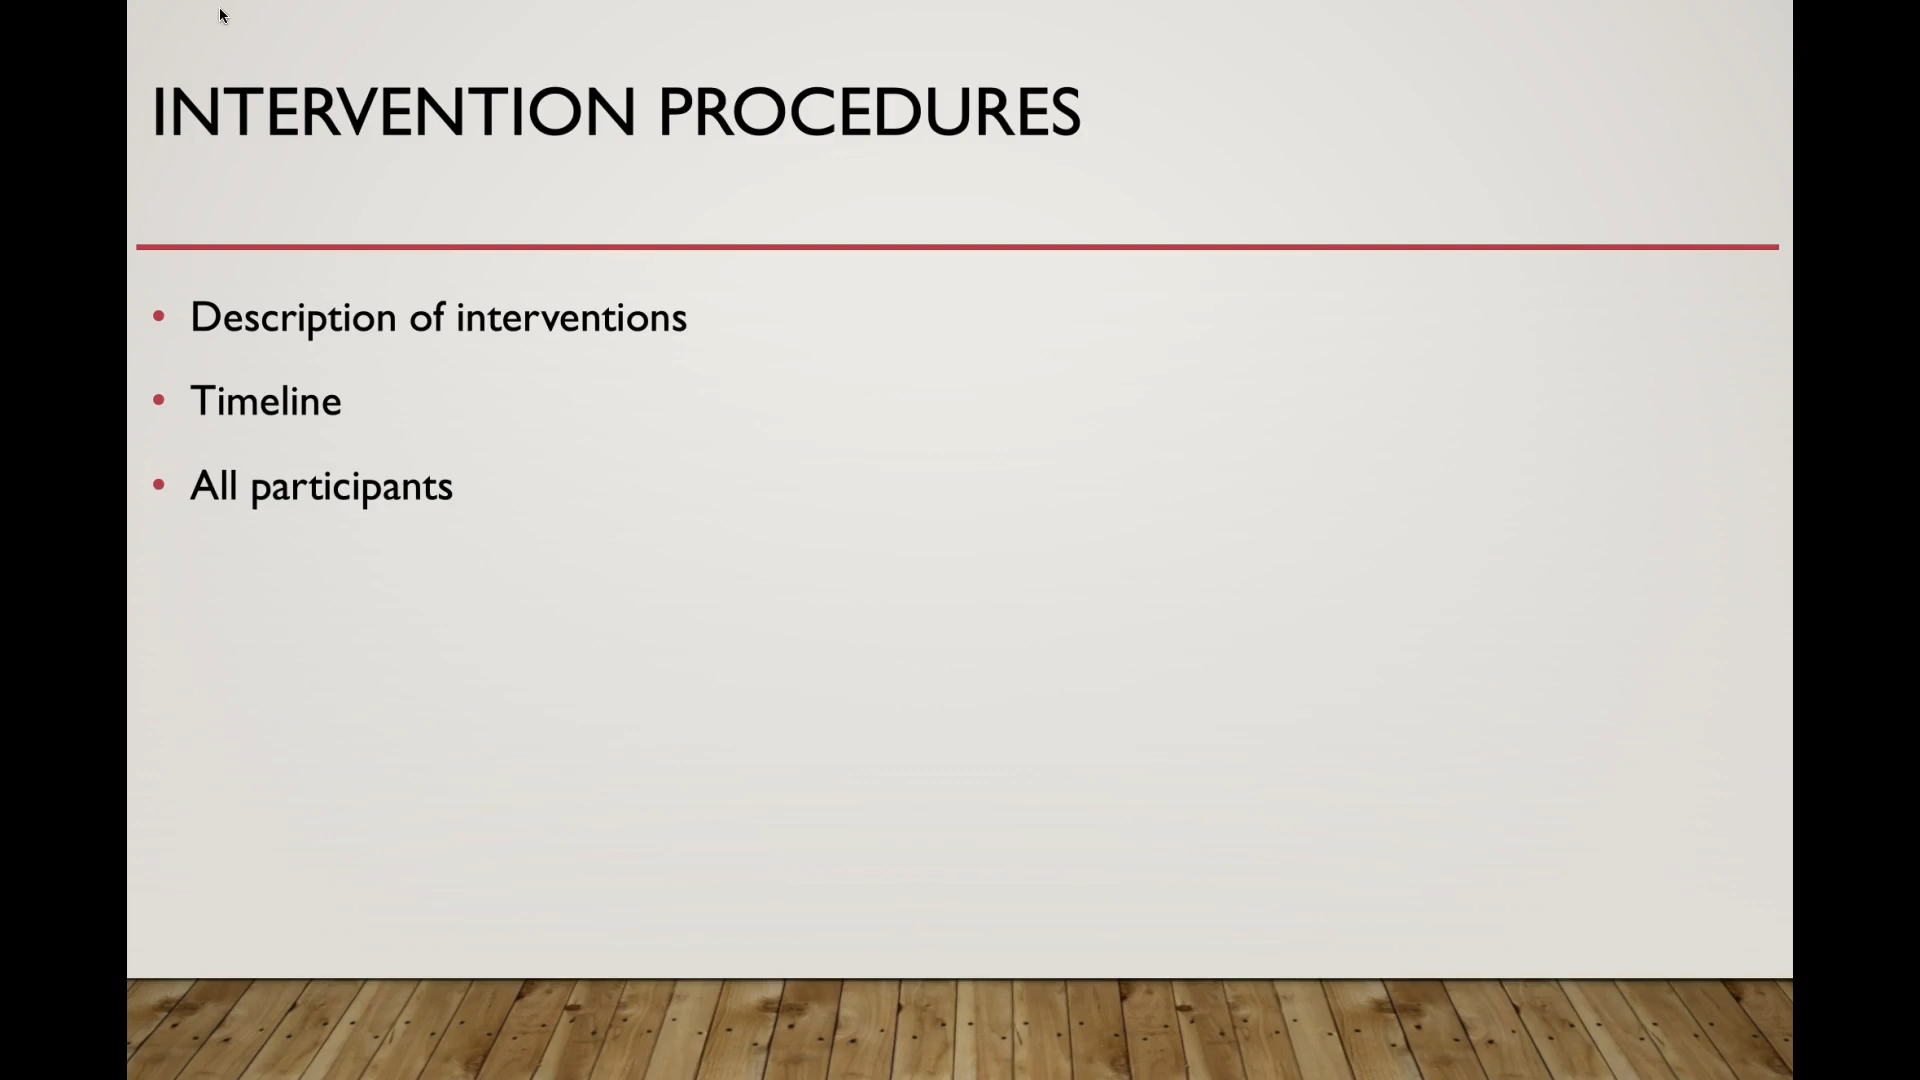 INTERVENTION PROCEDURES
• Description of interventions
• Timeline
• All participants